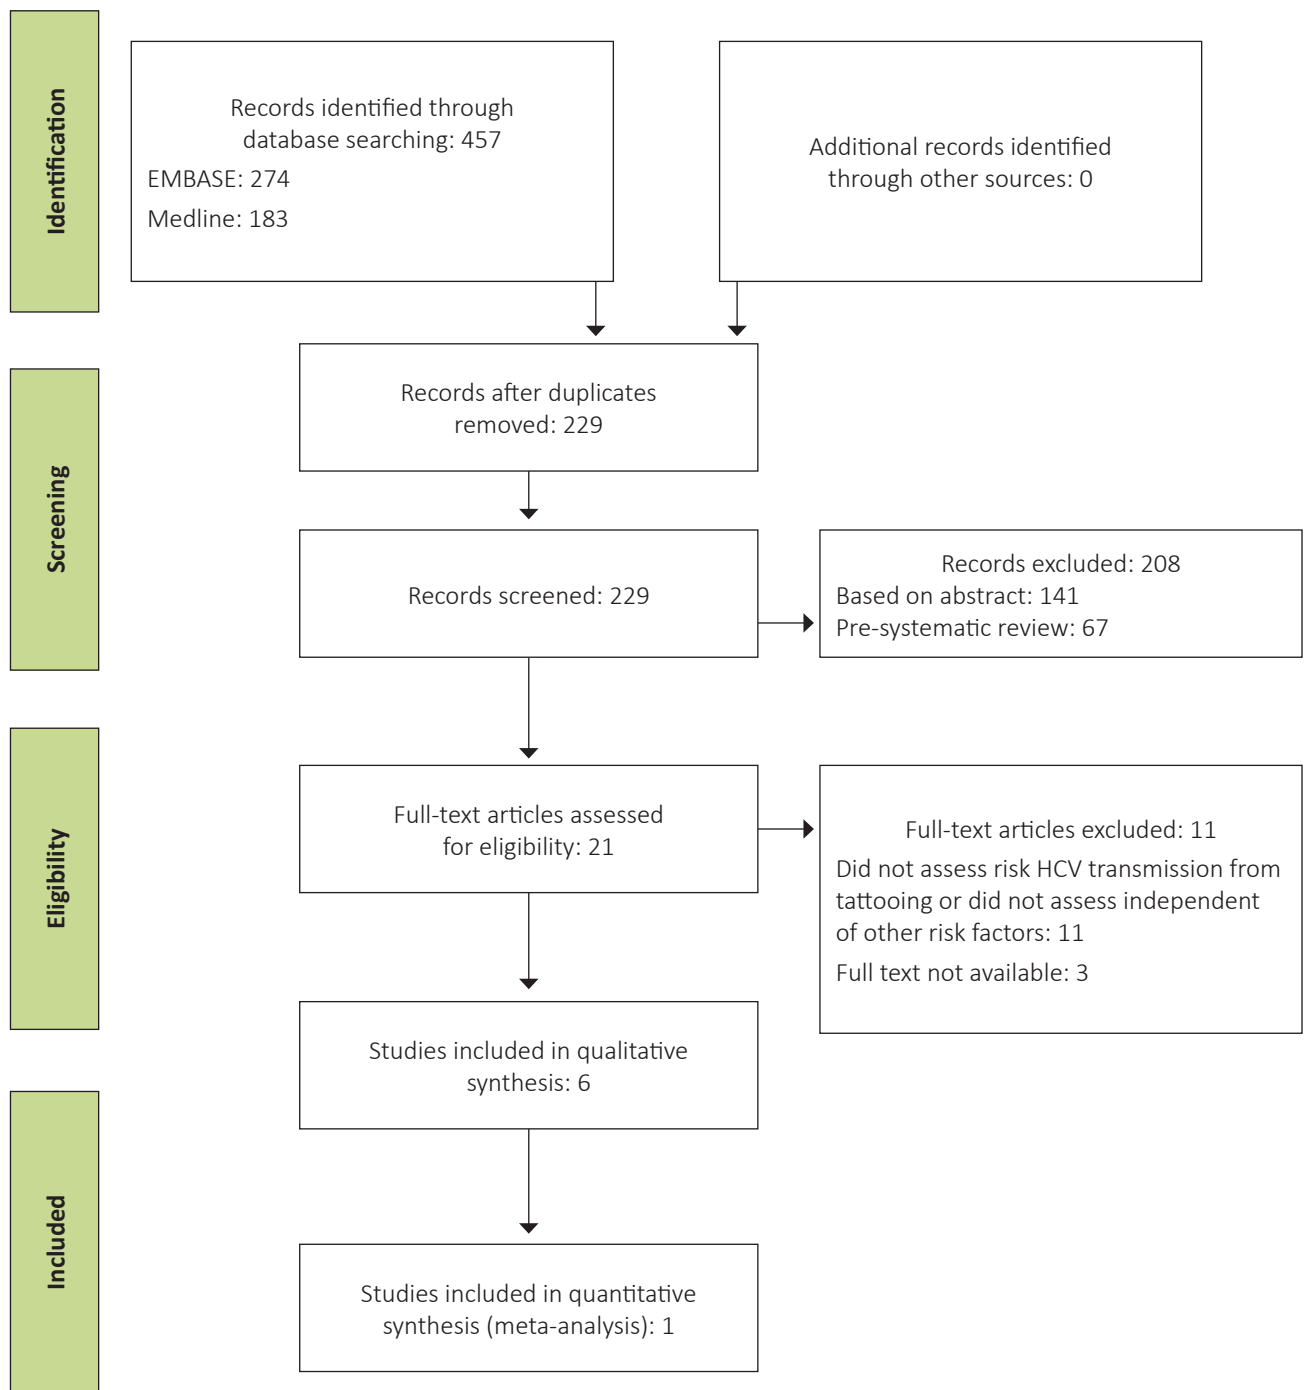 Identification
Records identified through
database searching: 457
EMBASE: 274
Medline: 183
Additional records identified
through other sources: 0
Screening
Records after duplicates
removed: 229
Records screened: 229
Records excluded: 208
Based on abstract: 141
Pre-systematic review: 67
Eligibility
Full-text articles assessed
for eligibility: 21
Full-text articles excluded: 11
Did not assess risk HCV transmission from
tattooing or did not assess independent
of other risk factors: 11
Full text not available: 3
Studies included in qualitative
synthesis: 6
Included
Studies included in quantitative
synthesis (meta-analysis): 1